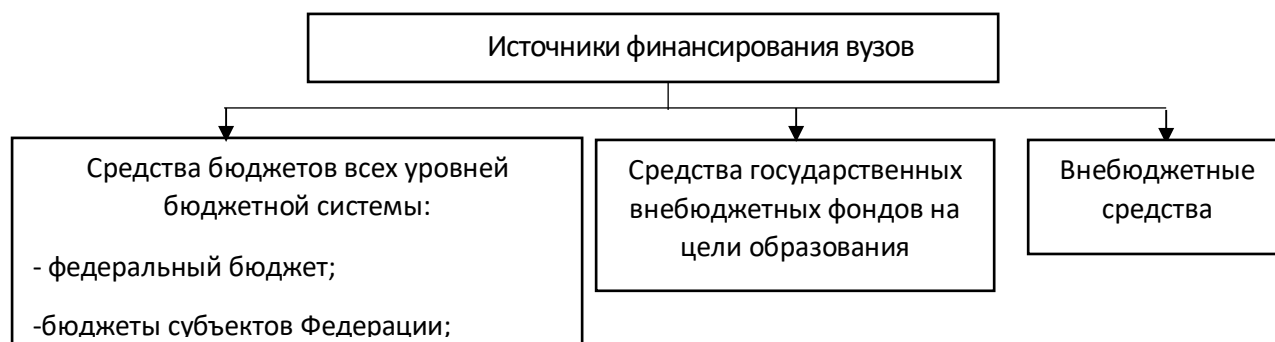 Источники финансирования вузов
Средства бюджетов всех уровней
бюджетной системы:
- федеральный бюджет;
-бюджеты субъектов Федерации;
Средства государственных
внебюджетных фондов на
цели образования
Внебюджетные
средства